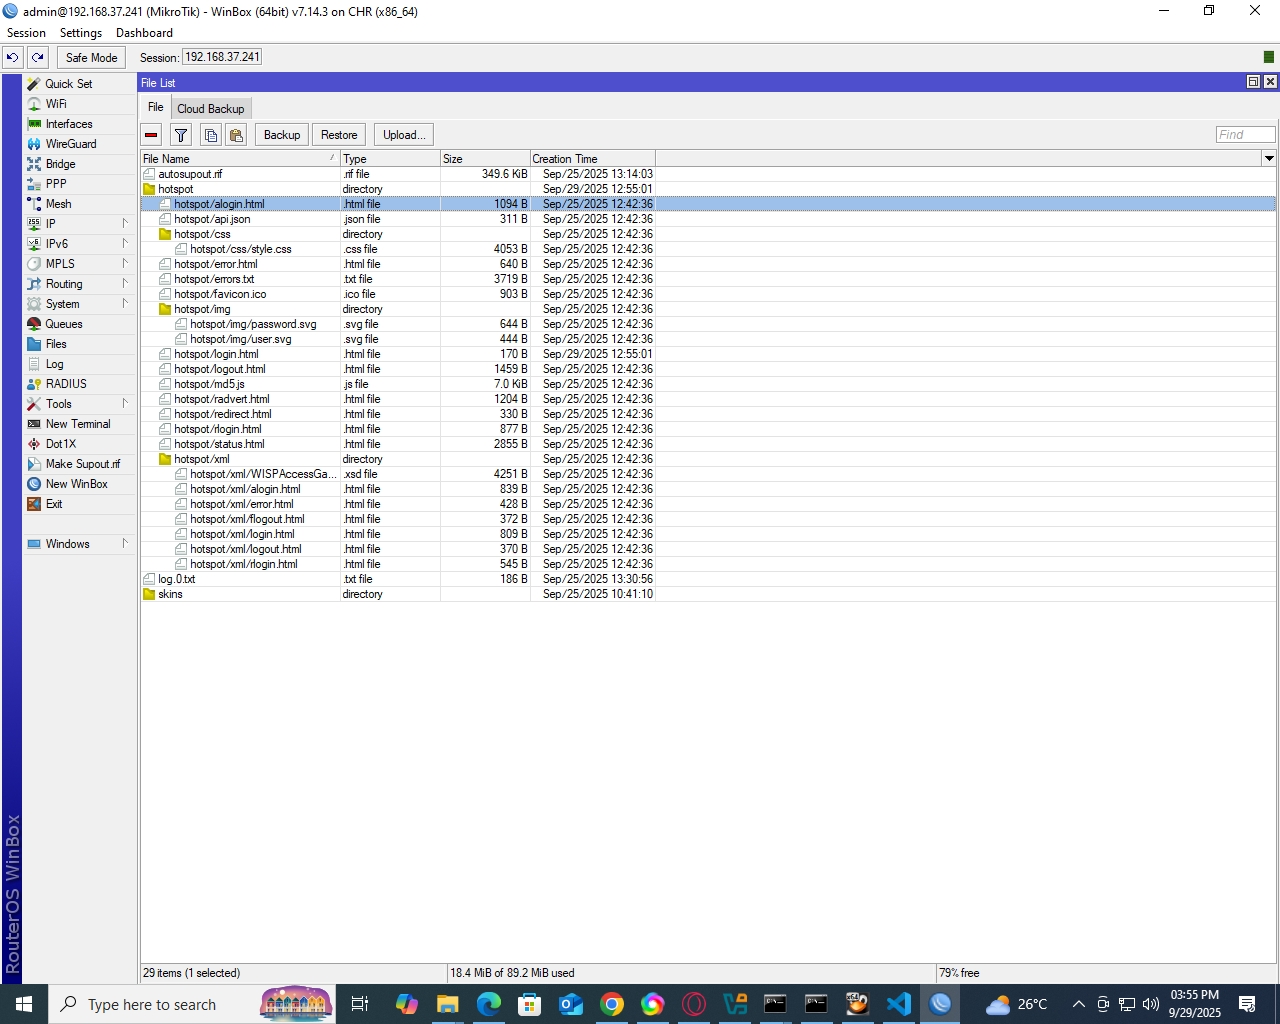 admin@192.168.37.241 (MikroTik) - WinBox (64bit) v7.14.3 on CHR (x86_64)
Session Settings Dashboard
Safe Mode Session: 192.168.37.241
Quick Set
WiFi
Interfaces
WireGuard
Bridge
PPP
Mesh
IP
IPv6
MPLS
Routing
System
Queues
Files
Log
RADIUS
Tools
New Terminal
Dot1X
Make Supout.rif
New WinBox
Exit
Windows
RouterOS WinBox
File List
File Cloud Backup
Backup Restore Upload... Find
File Name Type Size Creation Time
autosupout.rif .rif file 349.6 KiB Sep/25/2025 13:14:03
hotspot directory Sep/29/2025 12:55:01
hotspot/alogin.html .html file 1094 B Sep/25/2025 12:42:36
hotspot/api.json .json file 311 B Sep/25/2025 12:42:36
hotspot/css directory Sep/25/2025 12:42:36
hotspot/css/style.css .css file 4053 B Sep/25/2025 12:42:36
hotspot/error.html .html file 640 B Sep/25/2025 12:42:36
hotspot/errors.txt .txt file 3719 B Sep/25/2025 12:42:36
hotspot/favicon.ico .ico file 903 B Sep/25/2025 12:42:36
hotspot/img directory Sep/25/2025 12:42:36
hotspot/img/password.svg .svg file 644 B Sep/25/2025 12:42:36
hotspot/img/user.svg .svg file 444 B Sep/25/2025 12:42:36
hotspot/login.html .html file 170 B Sep/29/2025 12:55:01
hotspot/logout.html .html file 1459 B Sep/25/2025 12:42:36
hotspot/md5.js .js file 7.0 KiB Sep/25/2025 12:42:36
hotspot/radvert.html .html file 1204 B Sep/25/2025 12:42:36
hotspot/redirect.html .html file 330 B Sep/25/2025 12:42:36
hotspot/rlogin.html .html file 877 B Sep/25/2025 12:42:36
hotspot/status.html .html file 2855 B Sep/25/2025 12:42:36
hotspot/xml directory Sep/25/2025 12:42:36
hotspot/xml/WISPAccessGa... .xsd file 4251 B Sep/25/2025 12:42:36
hotspot/xml/alogin.html .html file 839 B Sep/25/2025 12:42:36
hotspot/xml/error.html .html file 428 B Sep/25/2025 12:42:36
hotspot/xml/flogout.html .html file 372 B Sep/25/2025 12:42:36
hotspot/xml/login.html .html file 809 B Sep/25/2025 12:42:36
hotspot/xml/logout.html .html file 370 B Sep/25/2025 12:42:36
hotspot/xml/rlogin.html .html file 545 B Sep/25/2025 12:42:36
log.0.txt .txt file 186 B Sep/25/2025 13:30:56
skins directory Sep/25/2025 10:41:10
29 items (1 selected) 18.4 MiB of 89.2 MiB used 79% free
Type here to search 26°C 03:55 PM
9/29/2025